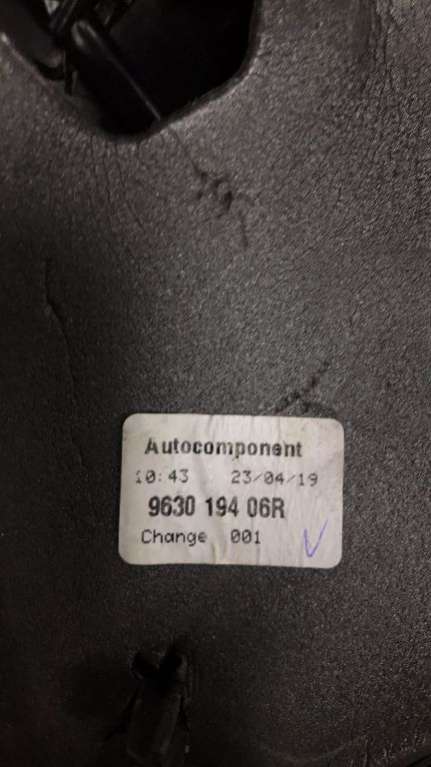 Autocomponent
10:43 23/04/19
9630 194 06R
Change 001